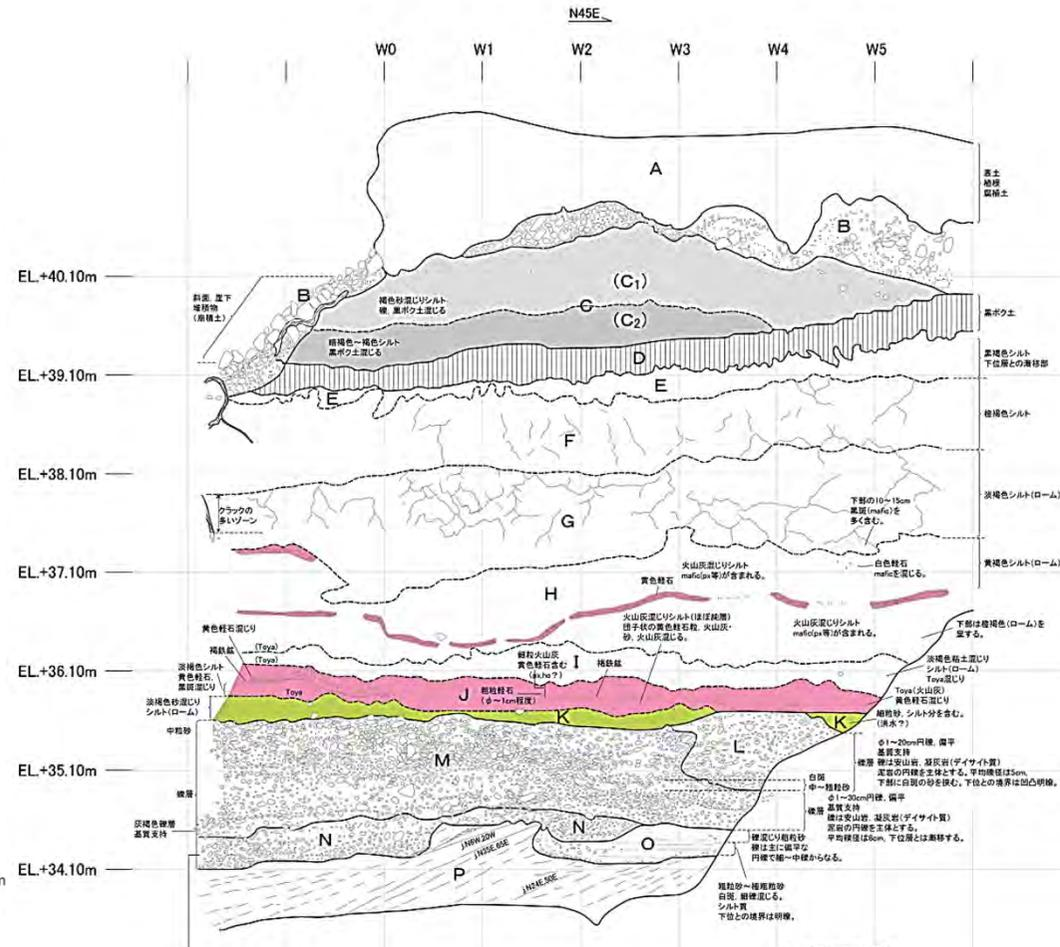 N45E
W0 W1 W2 W3 W4 W5
A
表土
植根
腐植土
B
B
EL.+40.10m
斜面、崖下
堆積物
(崩積土)
(C₁)
褐色砂混じりシルト
礫、黒ボク土混じる
C
(C₂)
暗褐色～褐色シルト
黒ボク土混じる
黒ボク土
D
黒褐色シルト
下位層との漸移部
EL.+39.10m
E
E
橙褐色シルト
F
EL.+38.10m
クラックの
多いゾーン
G
下部の10～15cm
黒斑(mafic)を
多く含む。
淡褐色シルト(ローム)
EL.+37.10m
白色軽石
maficを混じる。
黄褐色シルト(ローム)
H
黄色軽石
火山灰混じりシルト
mafic(px等)が含まれる。
火山灰混じりシルト(ほぼ純層)
団子状の黄色軽石粒、火山灰・
砂、火山灰混じる。
火山灰混じりシルト
mafic(px等)が含まれる。
下部は橙褐色(ローム)を
呈する。
黄色軽石混じり
褐鉄鉱
(Toya)
(Toya)
細粒火山灰
黄色軽石含む
(px,ho?)
I
褐鉄鉱
EL.+36.10m
淡褐色シルト
黄色軽石、
黒斑混じり
淡褐色粘土混じり
シルト(ローム)
Toya混じり
Toya
J
粗粒軽石
(φ～1cm程度)
Toya(火山灰)
黄色軽石混じり
淡褐色砂混じり
シルト(ローム)
K
K
細粒砂、シルト分を含む。
(洪水?)
中粒砂
M
L
EL.+35.10m
礫層
φ1～20cm円礫、偏平
基質支持
礫は安山岩、凝灰岩(デイサイト質)
泥岩の円礫を主体とする。平均礫径は5cm、
下部に白斑の砂を挟む。下位との境界は凹凸明線。
礫層
白斑
中～粗粒砂
礫層
φ1～30cm円礫、偏平
基質支持
礫は安山岩、凝灰岩(デイサイト質)
泥岩の円礫を主体とする。
平均礫径は6cm、下位層とは漸移する。
灰褐色礫層
基質支持
N
N
O
礫混じり粗粒砂
礫は主に偏平な
円礫で細～中礫からなる。
j.N6W,20W
j.N35E,65E
EL.+34.10m
P
j.N24E,50E
粗粒砂～極粗粒砂
白斑、細礫混じる。
シルト質
下位との境界は明線。
m